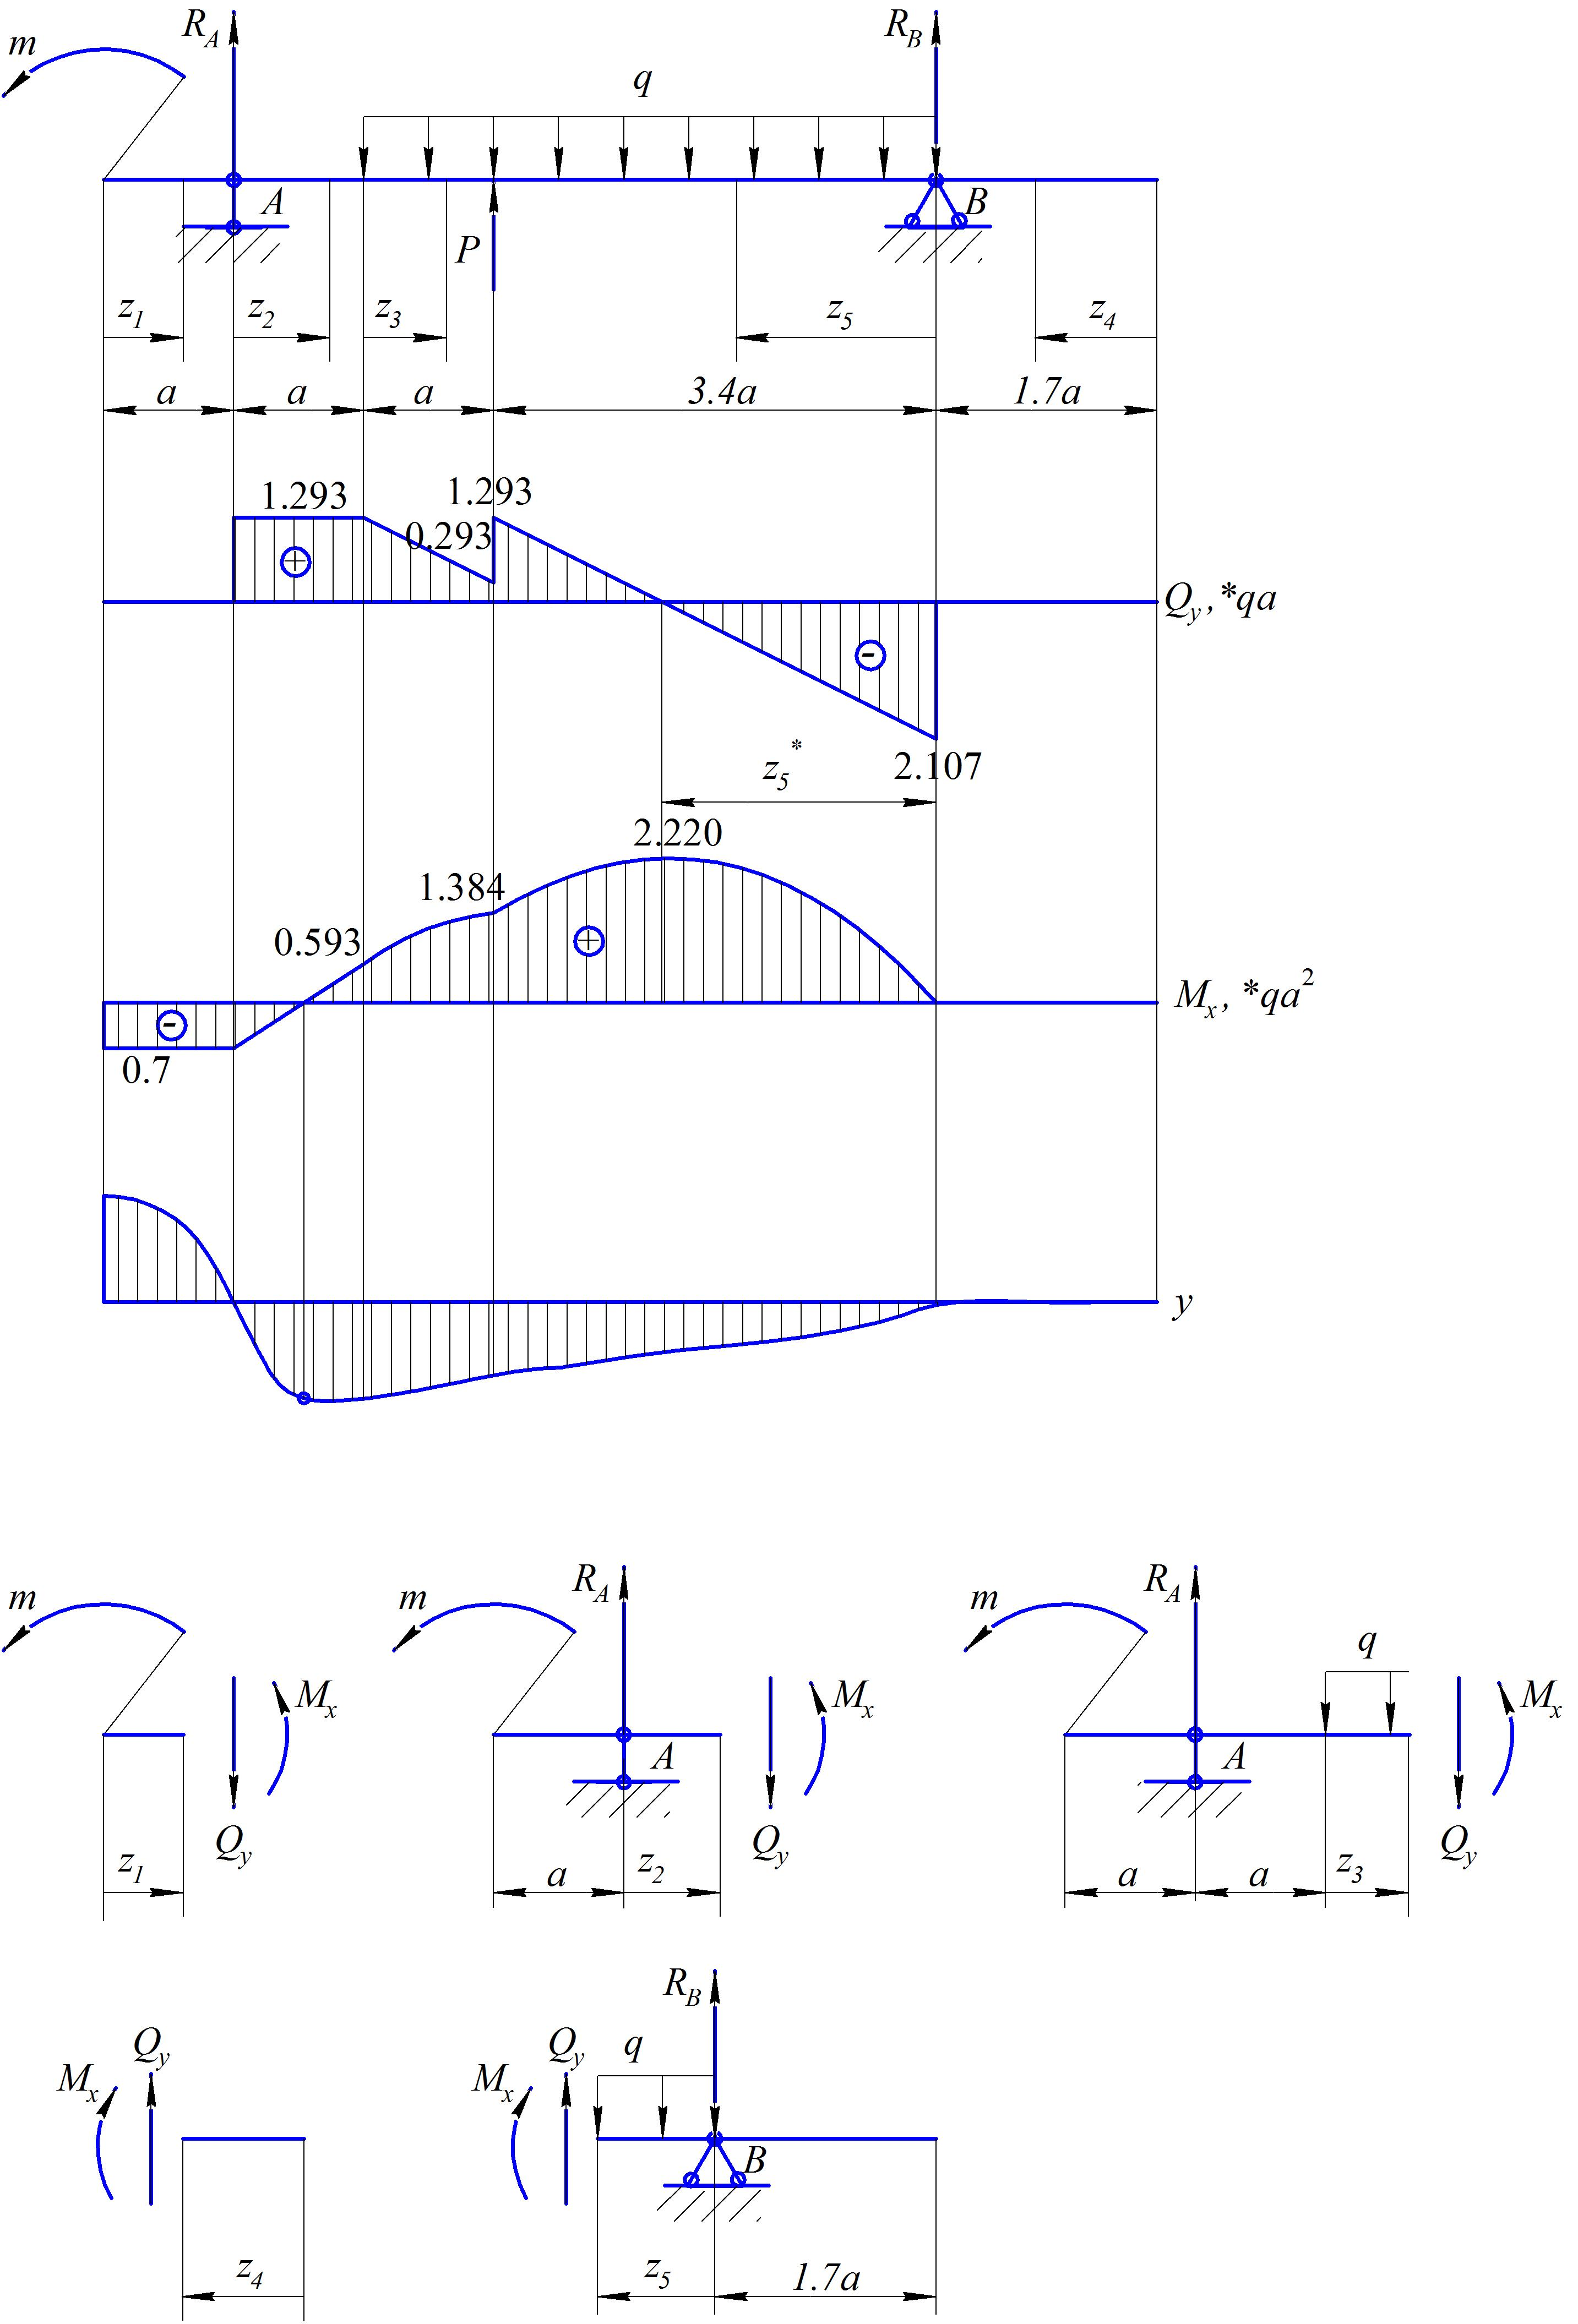 m
R_A
R_B
q
A
B
P
z_1
z_2
z_3
z_5
z_4
a
a
a
3.4a
1.7a
1.293
1.293
0.293
+
Q_y, *qa
-
z_5*
2.107
2.220
1.384
0.593
+
M_x, *qa²
-
0.7
y
m
R_A
m
R_A
m
q
M_x
M_x
M_x
A
A
Q_y
Q_y
Q_y
z_1
a
z_2
a
a
z_3
R_B
Q_y
Q_y
q
M_x
M_x
B
z_4
z_5
1.7a